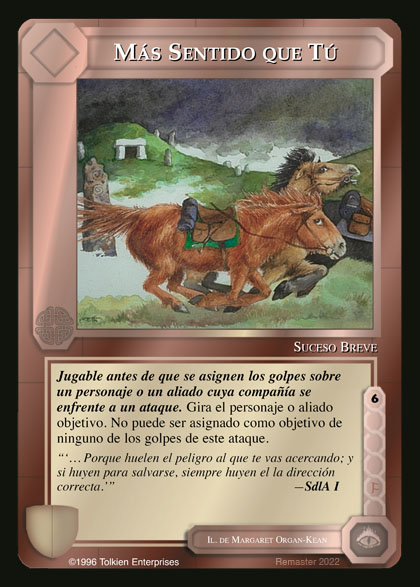 Más Sentido que Tú
Suceso Breve
Jugable antes de que se asignen los golpes sobre
un personaje o un aliado cuya compañía se
enfrente a un ataque. Gira el personaje o aliado
objetivo. No puede ser asignado como objetivo de
ninguno de los golpes de este ataque.
“‘… Porque huelen el peligro al que te vas acercando; y
si huyen para salvarse, siempre huyen el la dirección
correcta.’”
—SdlA I
6
P
Il. de Margaret Organ-Kean
©1996 Tolkien Enterprises
Remaster 2022